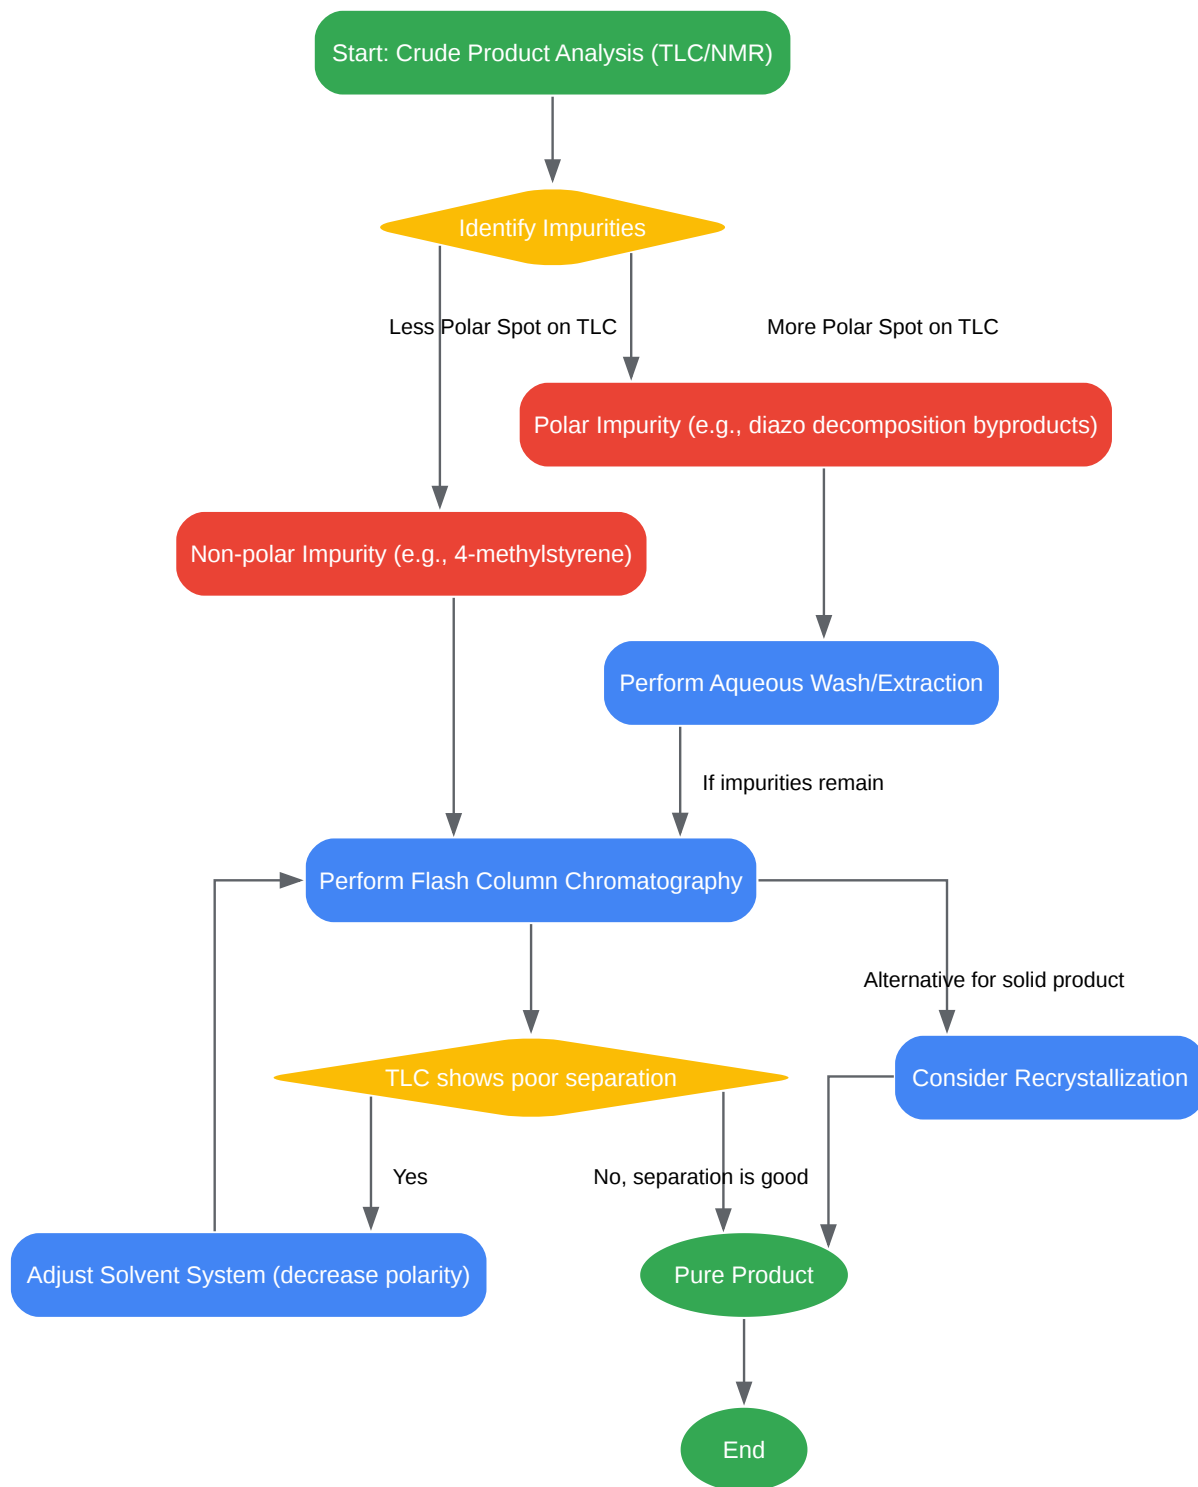 Start: Crude Product Analysis (TLC/NMR)
Identify Impurities
Less Polar Spot on TLC
More Polar Spot on TLC
Polar Impurity (e.g., diazo decomposition byproducts)
Non-polar Impurity (e.g., 4-methylstyrene)
Perform Aqueous Wash/Extraction
If impurities remain
Perform Flash Column Chromatography
Alternative for solid product
TLC shows poor separation
Consider Recrystallization
Yes
No, separation is good
Adjust Solvent System (decrease polarity)
Pure Product
End